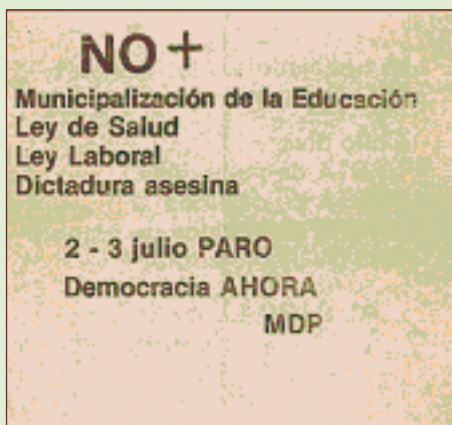 NO +
Municipalización de la Educación
Ley de Salud
Ley Laboral
Dictadura asesina
2 - 3 julio PARO
Democracia AHORA
MDP